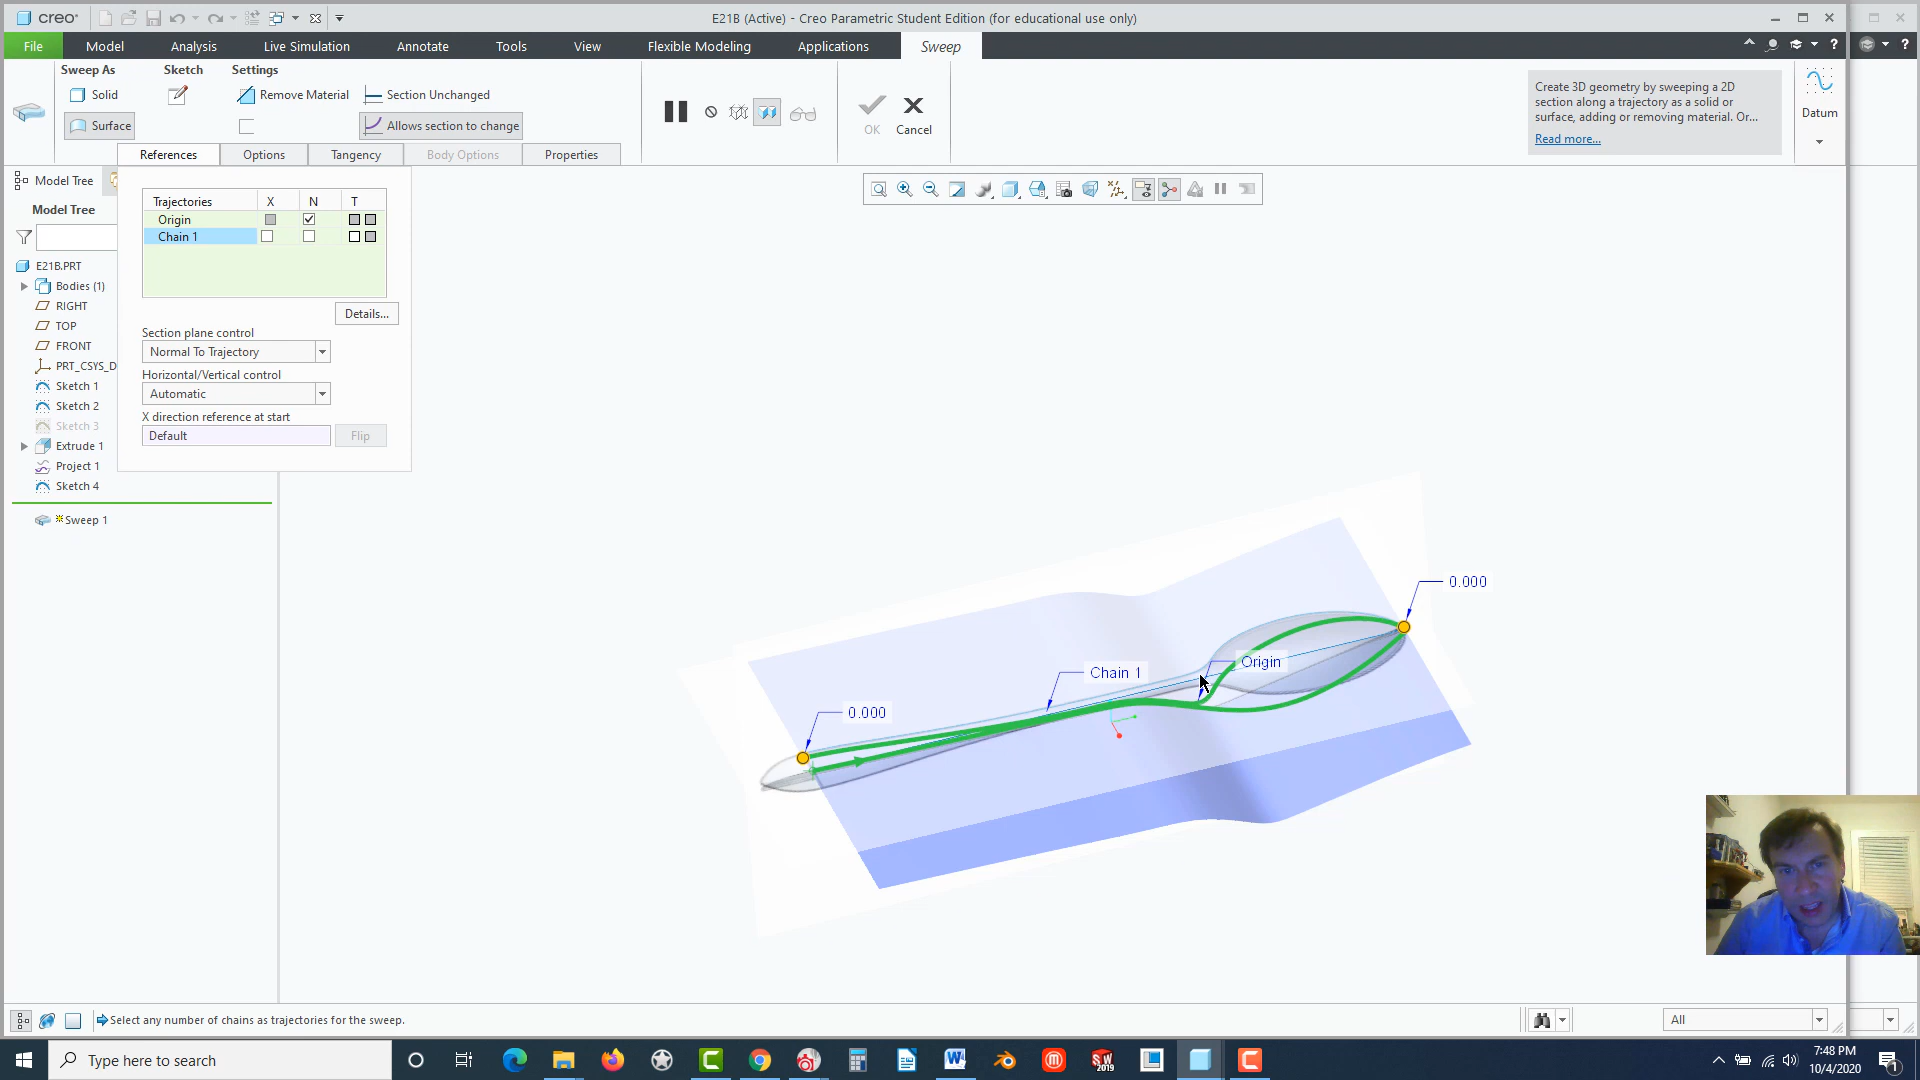 creo
E21B (Active) - Creo Parametric Student Edition (for educational use only)
File
Model
Analysis
Live Simulation
Annotate
Tools
View
Flexible Modeling
Applications
Sweep
Sweep As
Sketch
Settings
Solid
Remove Material
Section Unchanged
Surface
Allows section to change
OK
Cancel
Create 3D geometry by sweeping a 2D
section along a trajectory as a solid or
surface, adding or removing material. Or...
Read more...
Datum
References
Options
Tangency
Body Options
Properties
Model Tree
Model Tree
Trajectories X N T
Origin
Chain 1
Details...
Section plane control
Normal To Trajectory
Horizontal/Vertical control
Automatic
X direction reference at start
Default
Flip
E21B.PRT
Bodies (1)
RIGHT
TOP
FRONT
PRT_CSYS_D
Sketch 1
Sketch 2
Sketch 3
Extrude 1
Project 1
Sketch 4
Sweep 1
0.000
Origin
Chain 1
0.000
Select any number of chains as trajectories for the sweep.
All
Type here to search
7:48 PM
10/4/2020